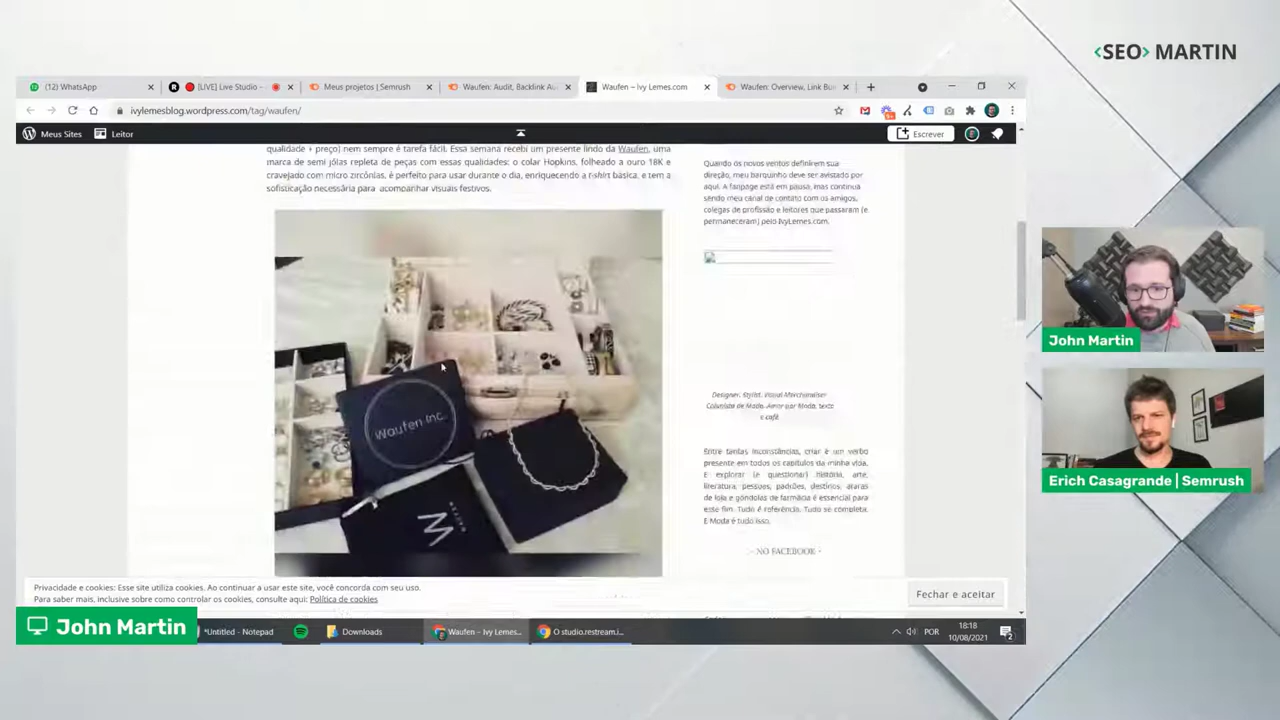 <SEO> MARTIN
(12) WhatsApp
[LIVE] Live Studio -
Meus projetos | Semrush
Waufen: Audit, Backlink Au
Waufen – Ivy Lemes.com
Waufen: Overview, Link Bu
ivylemesblog.wordpress.com/tag/waufen/
Meus Sites
Leitor
Escrever
qualidade + preço) nem sempre é tarefa fácil. Essa semana recebi um presente lindo da Waufen, uma
marca de semi jóias repleta de peças com essas qualidades: o colar Hopkins, folheado a ouro 18K e
cravejado com micro zircônias, é perfeito para usar durante o dia, enriquecendo a t-shirt básica, e tem a
sofisticação necessária para acompanhar visuais festivos.
Waufen Inc.
W
WAUFEN
Quando os novos ventos definirem sua
direção, meu barquinho deve ser avistado por
aqui. A fanpage está em pausa, mas continua
sendo meu canal de contato com os amigos,
colegas de profissão e leitores que passaram (e
permaneceram) pelo IvyLemes.com.
Designer. Stylist. Visual Merchandiser
Colunista de Moda. Amor por Moda, texto
e café.
Entre tantas inconstâncias, criar é um verbo
presente em todos os capítulos da minha vida.
E explorar (e questionar) história, arte,
literatura, pessoas, padrões, destinos, araras
de loja e gôndolas de farmácia é essencial para
este fim. Tudo é referência. Tudo se completa.
E Moda é tudo isso.
- NO FACEBOOK -
Privacidade e cookies: Esse site utiliza cookies. Ao continuar a usar este site, você concorda com seu uso.
Para saber mais, inclusive sobre como controlar os cookies, consulte aqui: Política de cookies
Fechar e aceitar
John Martin
*Untitled - Notepad
Downloads
Waufen – Ivy Lemes...
O studio.restream.i...
POR
18:18
10/08/2021
2
John Martin
Erich Casagrande | Semrush